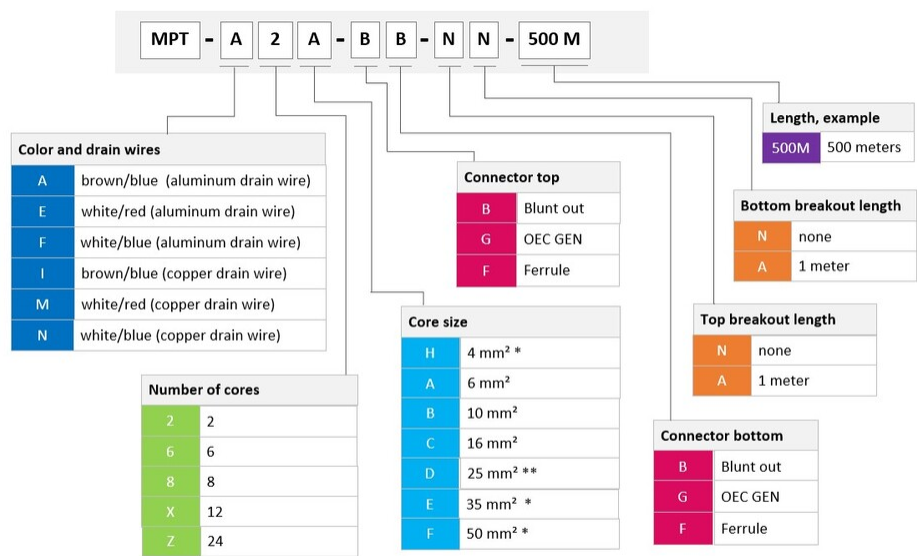 MPT - A 2 A - B B - N N - 500 M
Color and drain wires
A brown/blue (aluminum drain wire)
E white/red (aluminum drain wire)
F white/blue (aluminum drain wire)
I brown/blue (copper drain wire)
M white/red (copper drain wire)
N white/blue (copper drain wire)
Number of cores
2 2
6 6
8 8
X 12
Z 24
Connector top
B Blunt out
G OEC GEN
F Ferrule
Core size
H 4 mm² *
A 6 mm²
B 10 mm²
C 16 mm²
D 25 mm² **
E 35 mm² *
F 50 mm² *
Length, example
500M 500 meters
Bottom breakout length
N none
A 1 meter
Top breakout length
N none
A 1 meter
Connector bottom
B Blunt out
G OEC GEN
F Ferrule